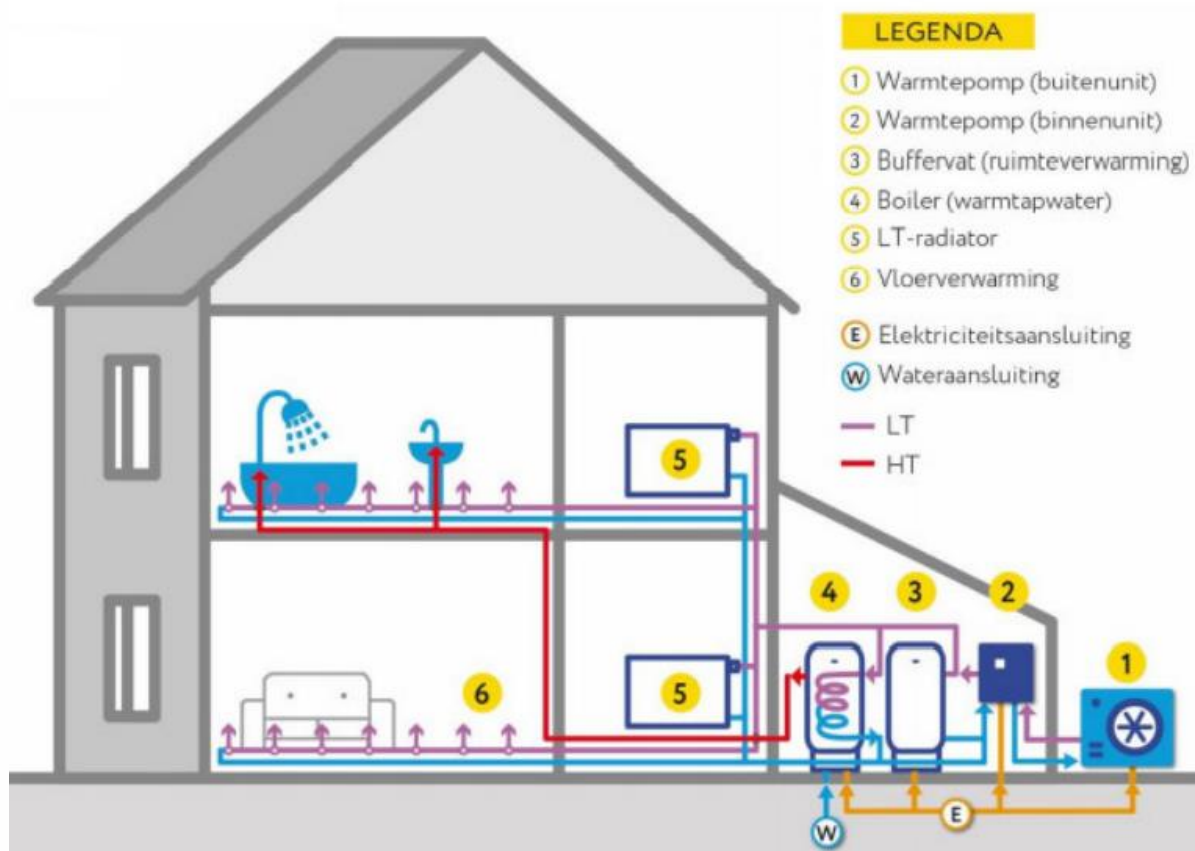 LEGENDA
1 Warmtepomp (buitenunit)
2 Warmtepomp (binnenunit)
3 Buffervat (ruimteverwarming)
4 Boiler (warmtapwater)
5 LT-radiator
6 Vloerverwarming
E Elektriciteitsaansluiting
W Wateraansluiting
LT
HT
5
4
3
2
1
6
5
E
W